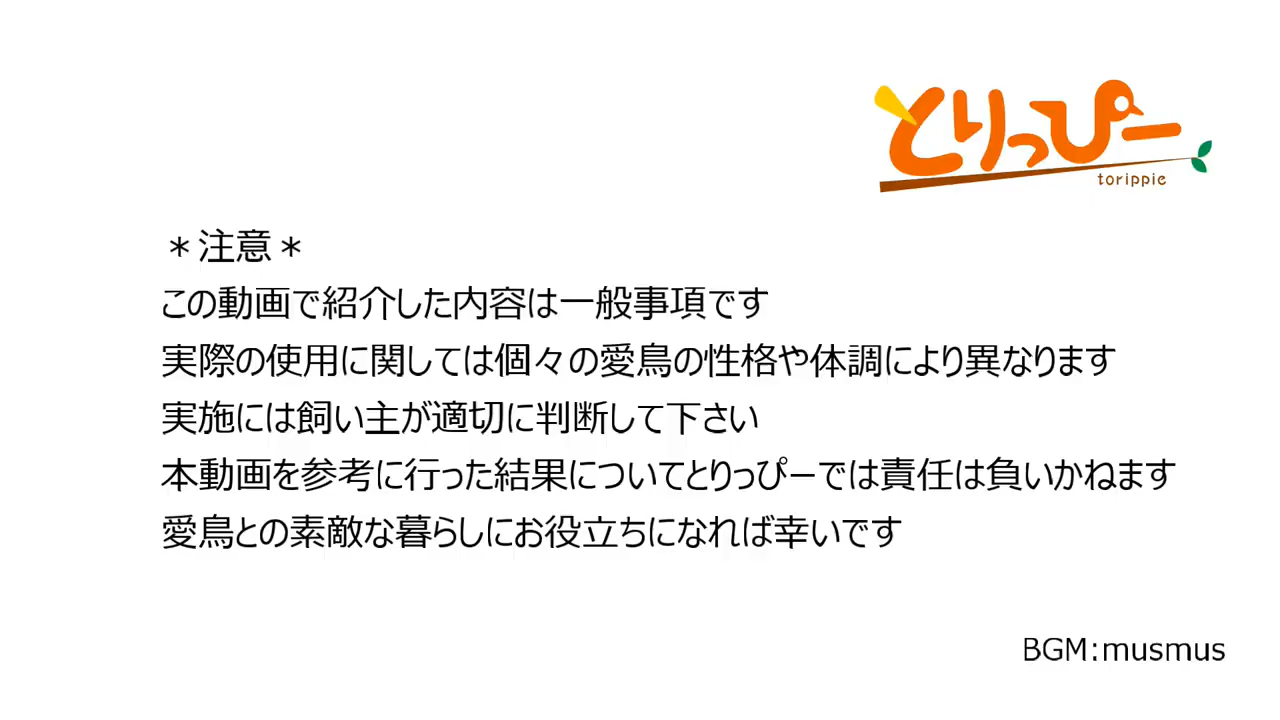 とりっぴー
torippie
＊注意＊
この動画で紹介した内容は一般事項です
実際の使用に関しては個々の愛鳥の性格や体調により異なります
実施には飼い主が適切に判断して下さい
本動画を参考に行った結果についてとりっぴーでは責任は負いかねます
愛鳥との素敵な暮らしにお役立ちになれば幸いです
BGM:musmus